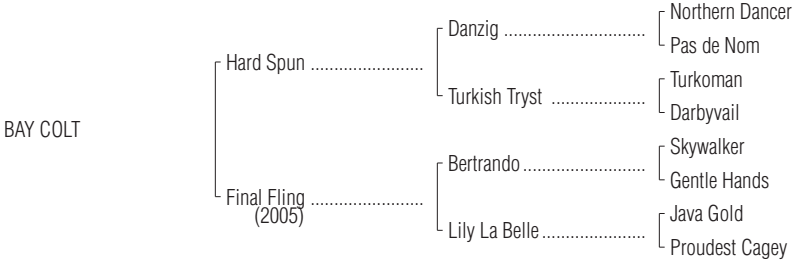 Northern Dancer
Danzig ..............................
Pas de Nom
Hard Spun ........................
Turkoman
Turkish Tryst ....................
Darbyvail
BAY COLT
Skywalker
Bertrando ..........................
Gentle Hands
Final Fling ........................
(2005)
Java Gold
Lily La Belle ......................
Proudest Cagey